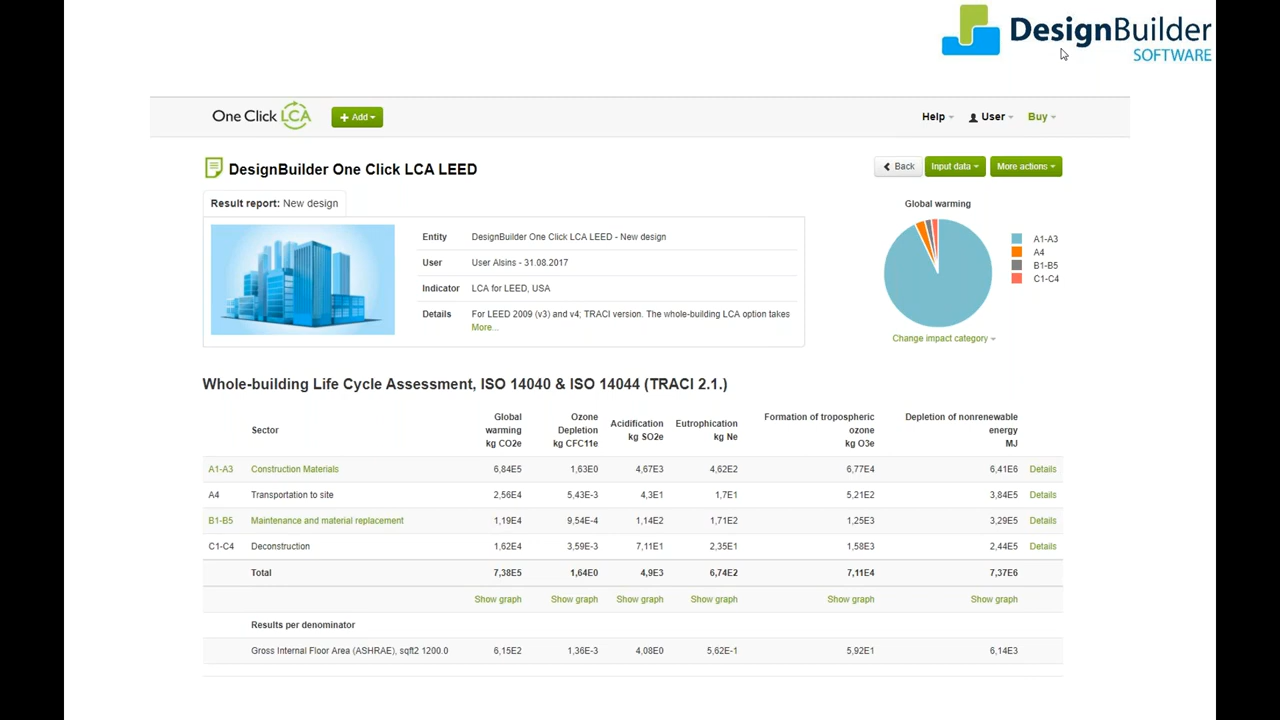 DesignBuilder
SOFTWARE
One Click LCA
Add
Help
User
Buy
DesignBuilder One Click LCA LEED
Back
Input data
More actions
Result report: New design
Entity DesignBuilder One Click LCA LEED - New design
User User Alsins - 31.08.2017
Indicator LCA for LEED, USA
Details For LEED 2009 (v3) and v4; TRACI version. The whole-building LCA option takes
More...
Global warming
A1-A3
A4
B1-B5
C1-C4
Change impact category
Whole-building Life Cycle Assessment, ISO 14040 & ISO 14044 (TRACI 2.1.)
Sector
Global warming kg CO2e
Ozone Depletion kg CFC11e
Acidification kg SO2e
Eutrophication kg Ne
Formation of tropospheric ozone kg O3e
Depletion of nonrenewable energy MJ
A1-A3 Construction Materials 6,84E5 1,63E0 4,67E3 4,62E2 6,77E4 6,41E6 Details
A4 Transportation to site 2,56E4 5,43E-3 4,3E1 1,7E1 5,21E2 3,84E5 Details
B1-B5 Maintenance and material replacement 1,19E4 9,54E-4 1,14E2 1,71E2 1,25E3 3,29E5 Details
C1-C4 Deconstruction 1,62E4 3,59E-3 7,11E1 2,35E1 1,58E3 2,44E5 Details
Total 7,38E5 1,64E0 4,9E3 6,74E2 7,11E4 7,37E6
Show graph Show graph Show graph Show graph Show graph Show graph
Results per denominator
Gross Internal Floor Area (ASHRAE), sqft2 1200.0 6,15E2 1,36E-3 4,08E0 5,62E-1 5,92E1 6,14E3